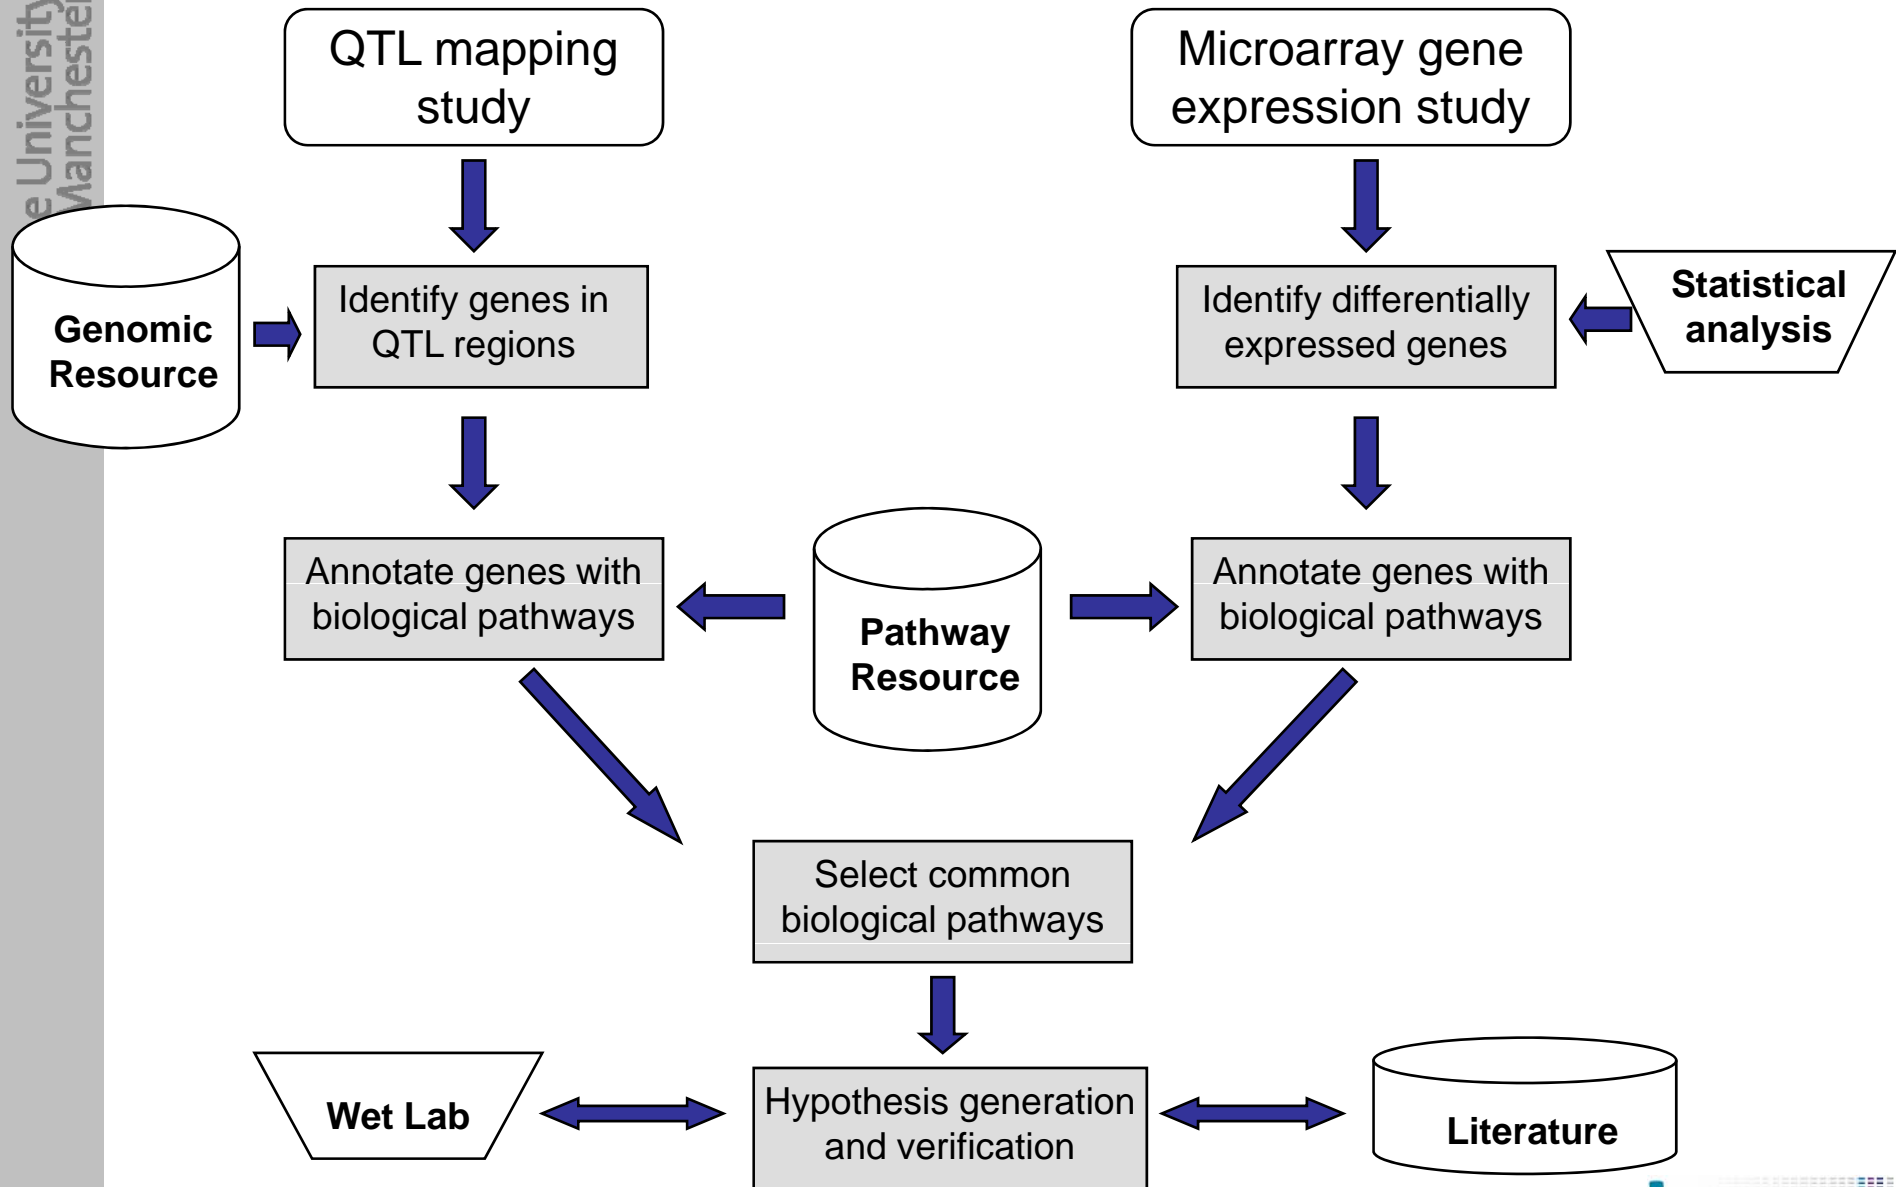 e University
Manchester
QTL mapping
study
Microarray gene
expression study
Genomic
Resource
Identify genes in
QTL regions
Identify differentially
expressed genes
Statistical
analysis
Annotate genes with
biological pathways
Pathway
Resource
Annotate genes with
biological pathways
Select common
biological pathways
Wet Lab
Hypothesis generation
and verification
Literature